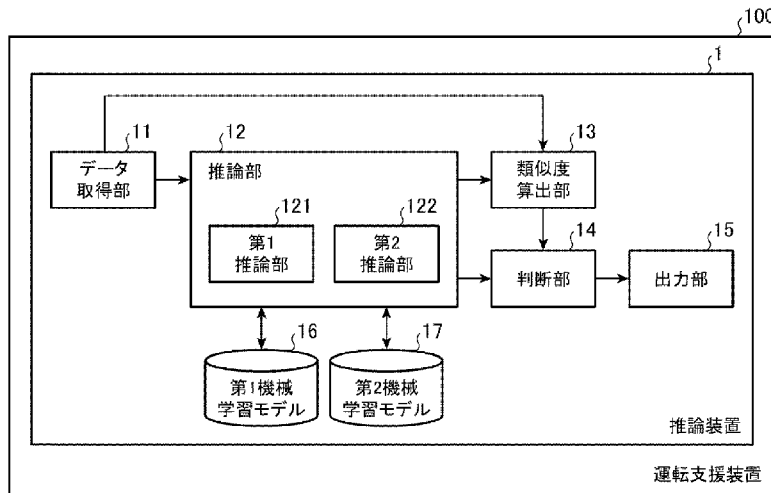 100
1
11
データ
取得部
12
推論部
121
第1
推論部
122
第2
推論部
13
類似度
算出部
14
判断部
15
出力部
16
第1機械
学習モデル
17
第2機械
学習モデル
推論装置
運転支援装置